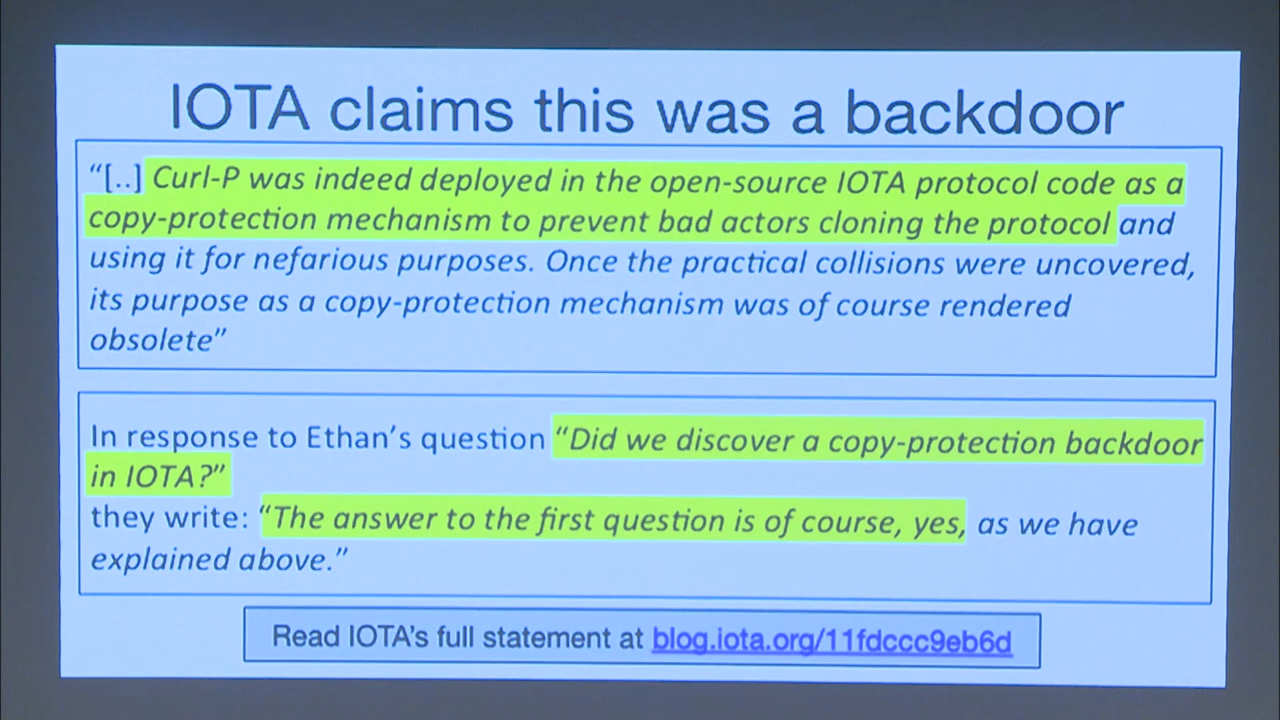 IOTA claims this was a backdoor
“[..] Curl-P was indeed deployed in the open-source IOTA protocol code as a
copy-protection mechanism to prevent bad actors cloning the protocol and
using it for nefarious purposes. Once the practical collisions were uncovered,
its purpose as a copy-protection mechanism was of course rendered
obsolete”
In response to Ethan’s question “Did we discover a copy-protection backdoor
in IOTA?”
they write: “The answer to the first question is of course, yes, as we have
explained above.”
Read IOTA’s full statement at blog.iota.org/11fdccc9eb6d